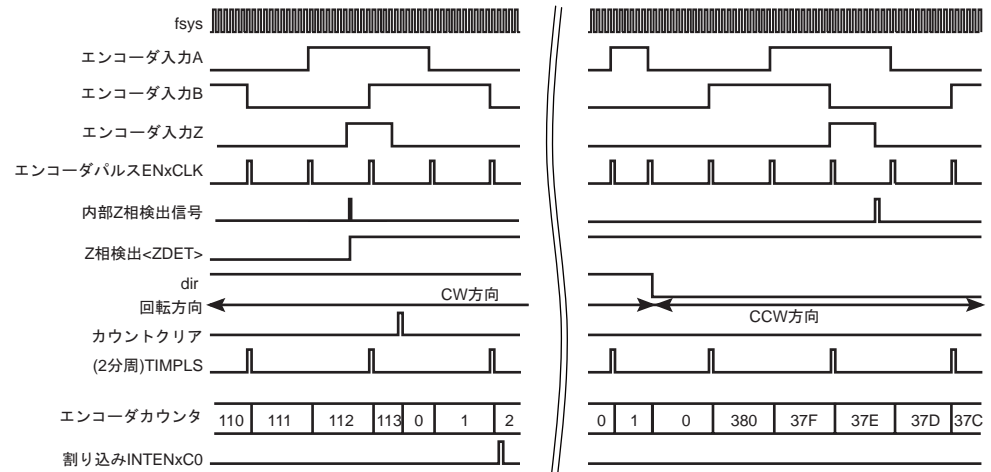 fsys
エンコーダ入力A
エンコーダ入力B
エンコーダ入力Z
エンコーダパルスENxCLK
内部Z相検出信号
Z相検出<ZDET>
dir
回転方向 CW方向 CCW方向
カウントクリア
(2分周)TIMPLS
エンコーダカウンタ 110 111 112 113 0 1 2 0 1 0 380 37F 37E 37D 37C
割り込みINTENxC0